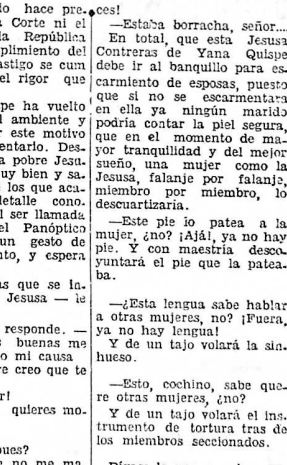 do hace pre-
a Corte ni el
la República
plimiento del
astigo se cum
el rigor que
pe ha vuelto
l ambiente y
r este motivo
entario. Des-
a pobre Jesu.
uy bien y sa-
los que aca-
detalle cono.
l ser llamada
el Panóptico
un gesto de
nto, y espera
as que se in-
Jesusa — le
responde. —
s buenas me
o mi causa
re creo que te
r!
quieres mo-
pues?
no me ma-
ces!
—Estaba borracha, señor....
En total, que esta Jesusa
Contreras de Yana Quispe
debe ir al banquillo para es-
carmiento de esposas, puesto
que si no se escarmentara
en ella ya ningún marido
podría contar la piel segura,
que en el momento de ma-
yor tranquilidad y del mejor
sueño, una mujer como la
Jesusa, falanje por falanje,
miembro por miembro, lo
descuartizaría.
—Este pie lo patea a la
mujer, ¿no? ¡Ajá!, ya no hay
pie. Y con maestría desco.
yuntará el pie que la patea-
ba.
—¿Esta lengua sabe hablar
a otras mujeres, no? ¡Fuera,
ya no hay lengua!
Y de un tajo volará la sin-
hueso.
—Esto, cochino, sabe que-
re otras mujeres, ¿no?
Y de un tajo volará el ins-
trumento de tortura tras de
los miembros seccionados.